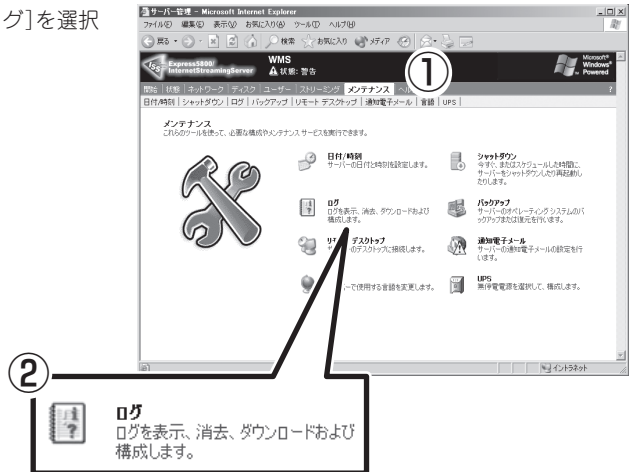 グ]を選択
サーバー管理 - Microsoft Internet Explorer
ファイル(F) 編集(E) 表示(V) お気に入り(A) ツール(T) ヘルプ(H)
戻る 検索 お気に入り メディア
Express5800/
InternetStreamingServer
WMS
状態: 警告
Microsoft®
Windows®
Powered
開始 状態 ネットワーク ディスク ユーザー ストリーミング メンテナンス ?
日付/時刻 シャットダウン ログ バックアップ リモート デスクトップ 通知電子メール 言語 UPS
①
メンテナンス
これらのツールを使って、必要な構成やメンテナンス サービスを実行できます。
日付/時刻
サーバーの日付と時刻を設定します。
シャットダウン
今すぐ、またはスケジュールした時間に、
サーバーをシャットダウンしたり再起動し
たりします。
ログ
ログを表示、消去、ダウンロードおよび
構成します。
バックアップ
サーバーのオペレーティング システムのバ
ックアップまたは復元を行います。
デスクトップ
のデスクトップに接続します。
通知電子メール
サーバーの通知電子メールの設定を行
います。
で使用する言語を変更します。
UPS
無停電電源を選択して、構成します。
イントラネット
②
ログ
ログを表示、消去、ダウンロードおよび
構成します。